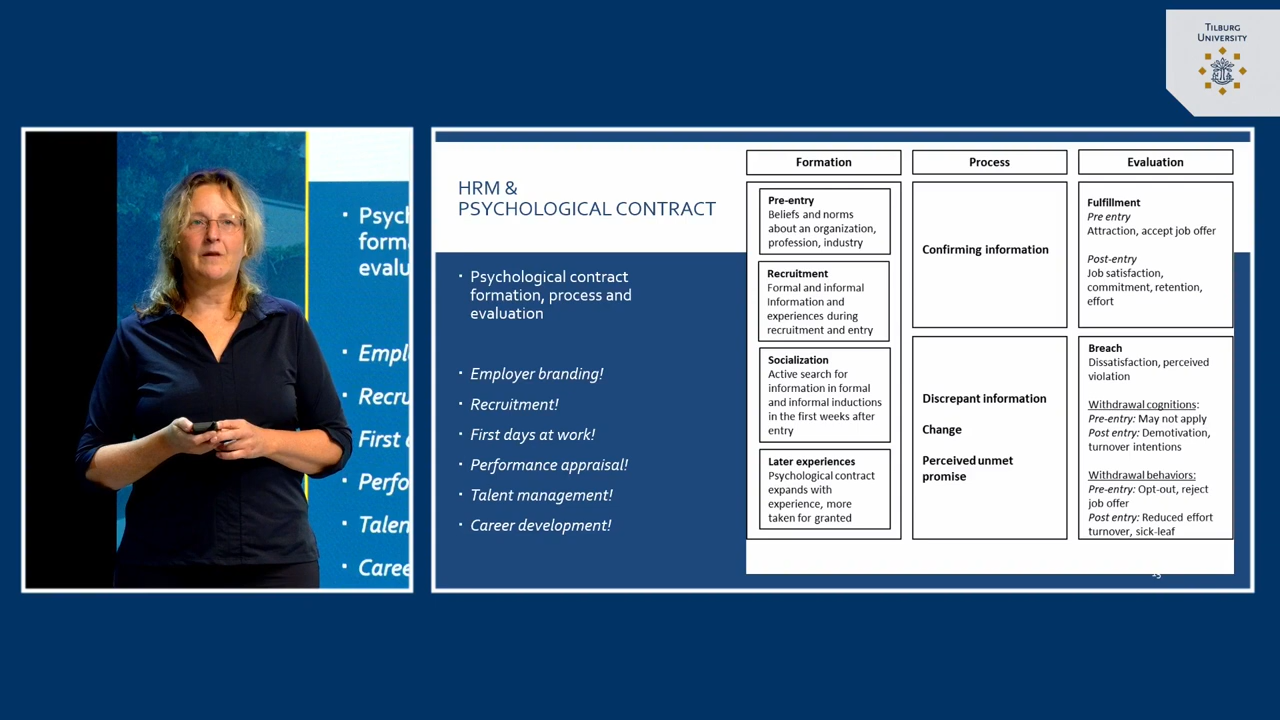 TILBURG
UNIVERSITY
Psych
forma
evalu
Empl
Recru
First
Perfo
Talen
Caree
HRM &
PSYCHOLOGICAL CONTRACT
• Psychological contract
formation, process and
evaluation
• Employer branding!
• Recruitment!
• First days at work!
• Performance appraisal!
• Talent management!
• Career development!
Formation
Pre-entry
Beliefs and norms
about an organization,
profession, industry
Recruitment
Formal and informal
Information and
experiences during
recruitment and entry
Socialization
Active search for
information in formal
and informal inductions
in the first weeks after
entry
Later experiences
Psychological contract
expands with
experience, more
taken for granted
Process
Confirming information
Discrepant information
Change
Perceived unmet
promise
Evaluation
Fulfillment
Pre entry
Attraction, accept job offer
Post-entry
Job satisfaction,
commitment, retention,
effort
Breach
Dissatisfaction, perceived
violation
Withdrawal cognitions:
Pre-entry: May not apply
Post entry: Demotivation,
turnover intentions
Withdrawal behaviors:
Pre-entry: Opt-out, reject
job offer
Post entry: Reduced effort
turnover, sick-leaf